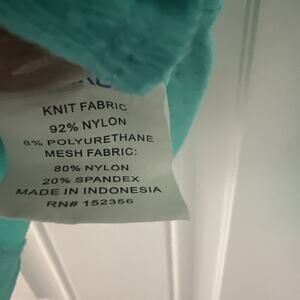 KNIT FABRIC
92% NYLON
8% POLYURETHANE
MESH FABRIC:
80% NYLON
20% SPANDEX
MADE IN INDONESIA
RN# 152356